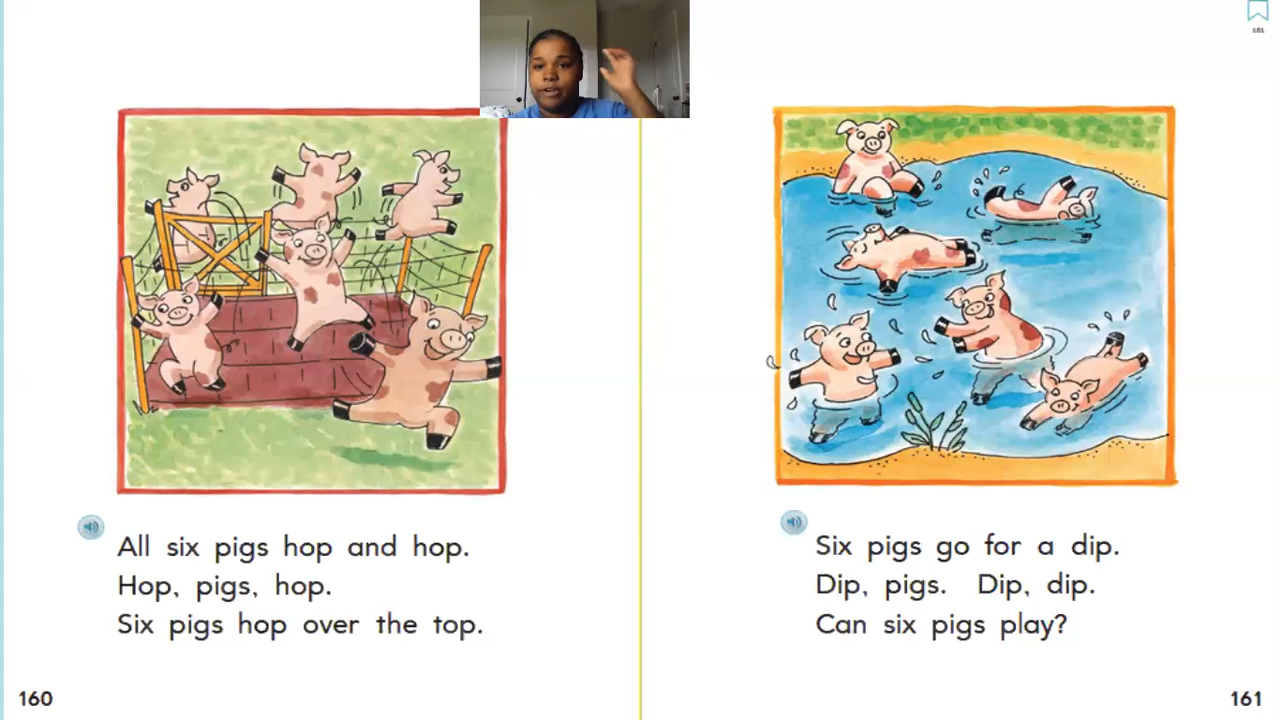 181
All six pigs hop and hop.
Hop, pigs, hop.
Six pigs hop over the top.
160
Six pigs go for a dip.
Dip, pigs. Dip, dip.
Can six pigs play?
161